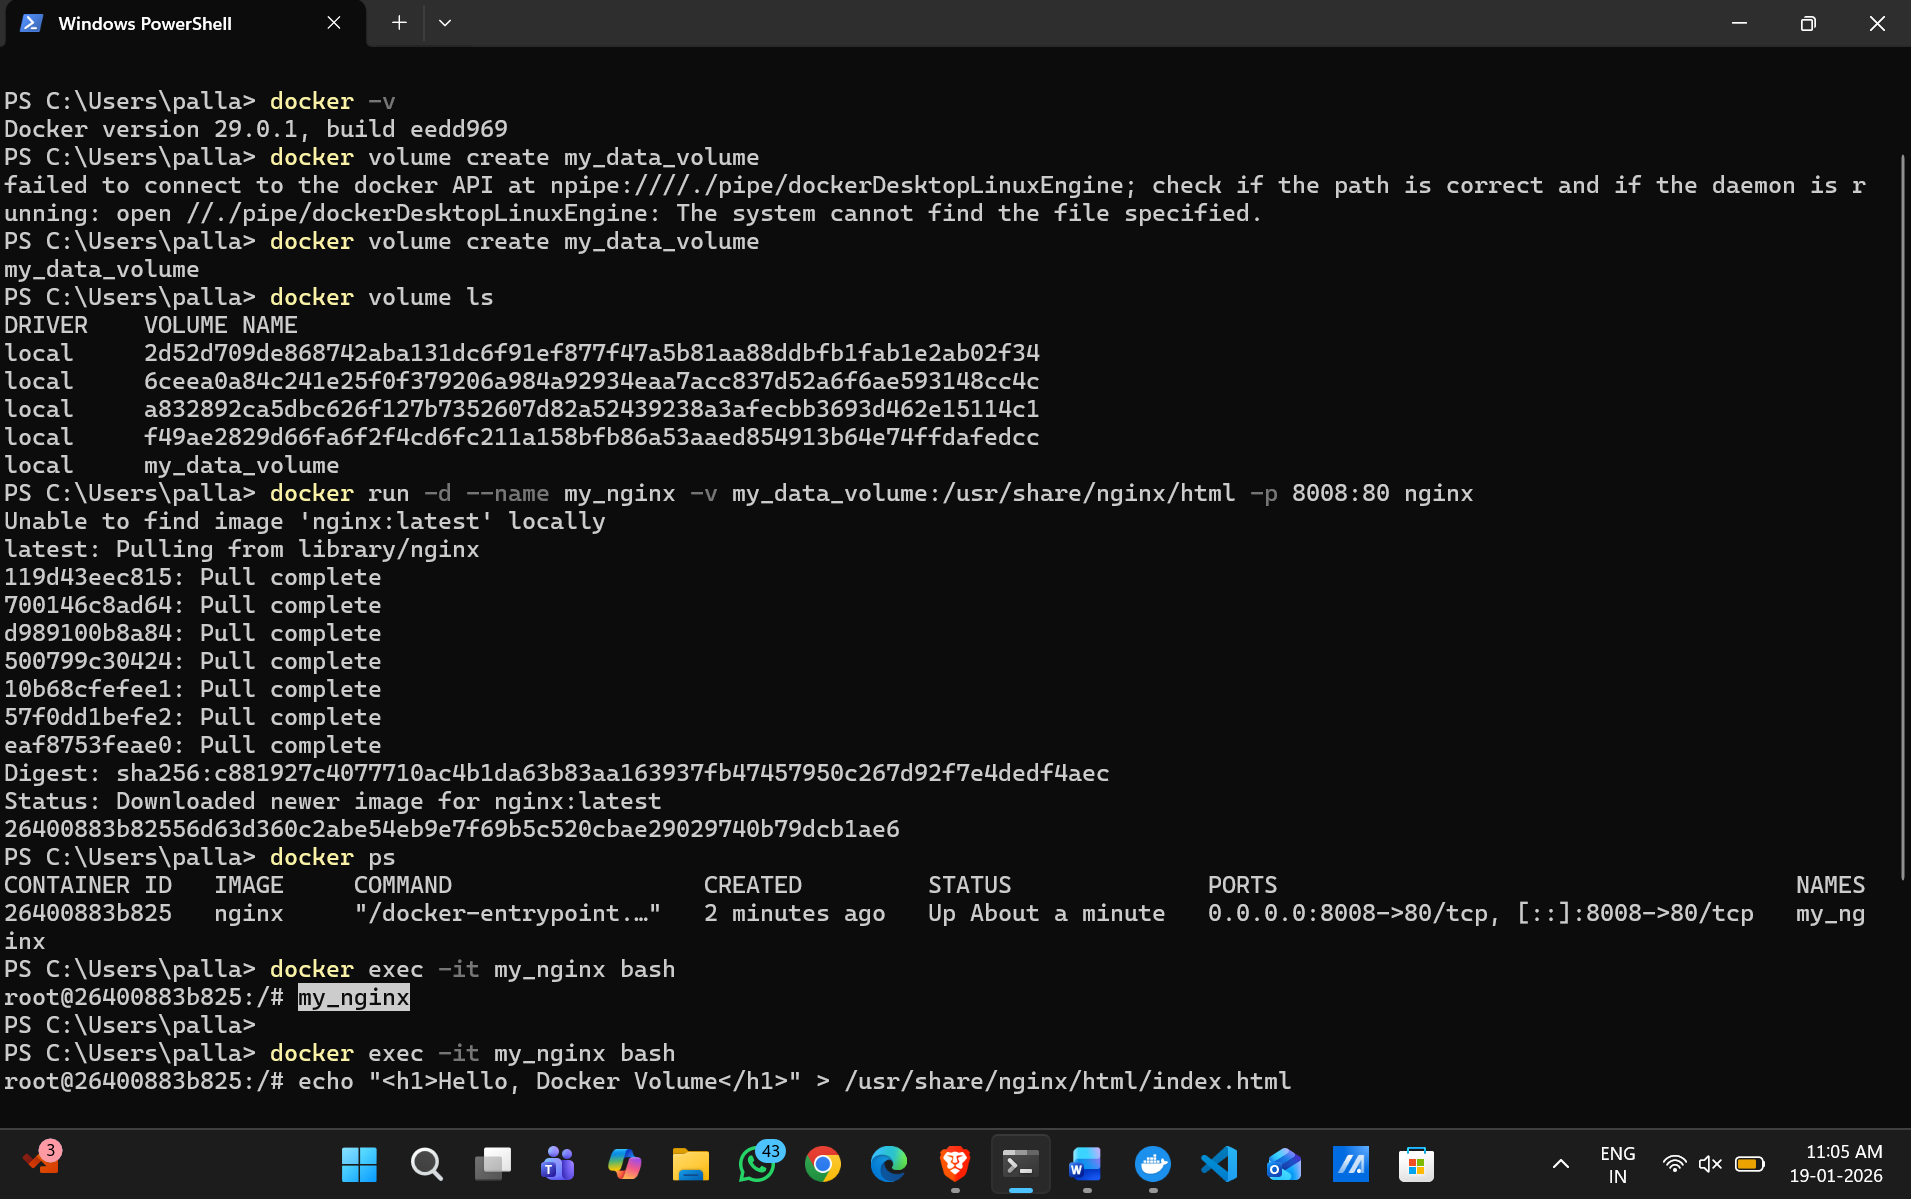 Windows PowerShell
PS C:\Users\palla> docker -v
Docker version 29.0.1, build eedd969
PS C:\Users\palla> docker volume create my_data_volume
failed to connect to the docker API at npipe:////./pipe/dockerDesktopLinuxEngine; check if the path is correct and if the daemon is r
unning: open //./pipe/dockerDesktopLinuxEngine: The system cannot find the file specified.
PS C:\Users\palla> docker volume create my_data_volume
my_data_volume
PS C:\Users\palla> docker volume ls
DRIVER    VOLUME NAME
local     2d52d709de868742aba131dc6f91ef877f47a5b81aa88ddbfb1fab1e2ab02f34
local     6ceea0a84c241e25f0f379206a984a92934eaa7acc837d52a6f6ae593148cc4c
local     a832892ca5dbc626f127b7352607d82a52439238a3afecbb3693d462e15114c1
local     f49ae2829d66fa6f2f4cd6fc211a158bfb86a53aaed854913b64e74ffdafedcc
local     my_data_volume
PS C:\Users\palla> docker run -d --name my_nginx -v my_data_volume:/usr/share/nginx/html -p 8008:80 nginx
Unable to find image 'nginx:latest' locally
latest: Pulling from library/nginx
119d43eec815: Pull complete
700146c8ad64: Pull complete
d989100b8a84: Pull complete
500799c30424: Pull complete
10b68cfefee1: Pull complete
57f0dd1befe2: Pull complete
eaf8753feae0: Pull complete
Digest: sha256:c881927c4077710ac4b1da63b83aa163937fb47457950c267d92f7e4dedf4aec
Status: Downloaded newer image for nginx:latest
26400883b82556d63d360c2abe54eb9e7f69b5c520cbae29029740b79dcb1ae6
PS C:\Users\palla> docker ps
CONTAINER ID   IMAGE     COMMAND                  CREATED         STATUS              PORTS                                     NAMES
26400883b825   nginx     "/docker-entrypoint.…"   2 minutes ago   Up About a minute   0.0.0.0:8008->80/tcp, [::]:8008->80/tcp   my_ng
inx
PS C:\Users\palla> docker exec -it my_nginx bash
root@26400883b825:/# my_nginx
PS C:\Users\palla>
PS C:\Users\palla> docker exec -it my_nginx bash
root@26400883b825:/# echo "<h1>Hello, Docker Volume</h1>" > /usr/share/nginx/html/index.html
3
43
ENG
IN
11:05 AM
19-01-2026